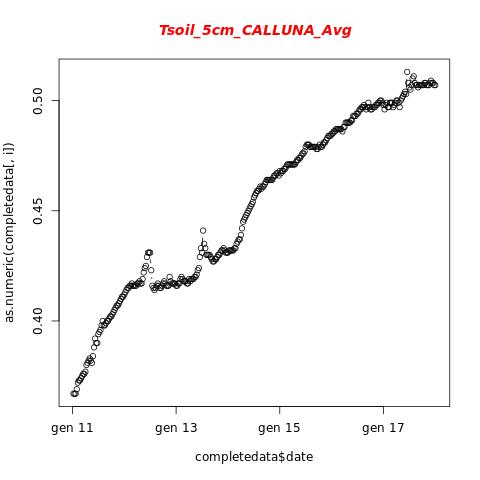 Tsoil_5cm_CALLUNA_Avg
as.numeric(completedata[, i])
0.50
0.45
0.40
gen 11 gen 13 gen 15 gen 17
completedata$date